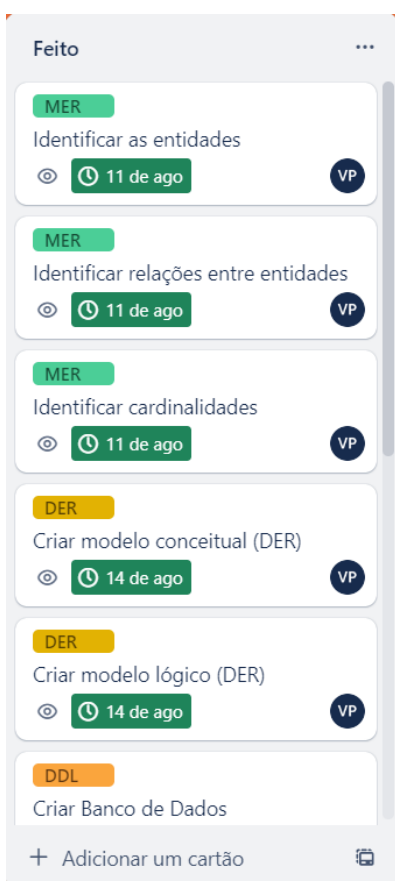 Feito
MER
Identificar as entidades
11 de ago
VP
MER
Identificar relações entre entidades
11 de ago
VP
MER
Identificar cardinalidades
11 de ago
VP
DER
Criar modelo conceitual (DER)
14 de ago
VP
DER
Criar modelo lógico (DER)
14 de ago
VP
DDL
Criar Banco de Dados
+ Adicionar um cartão